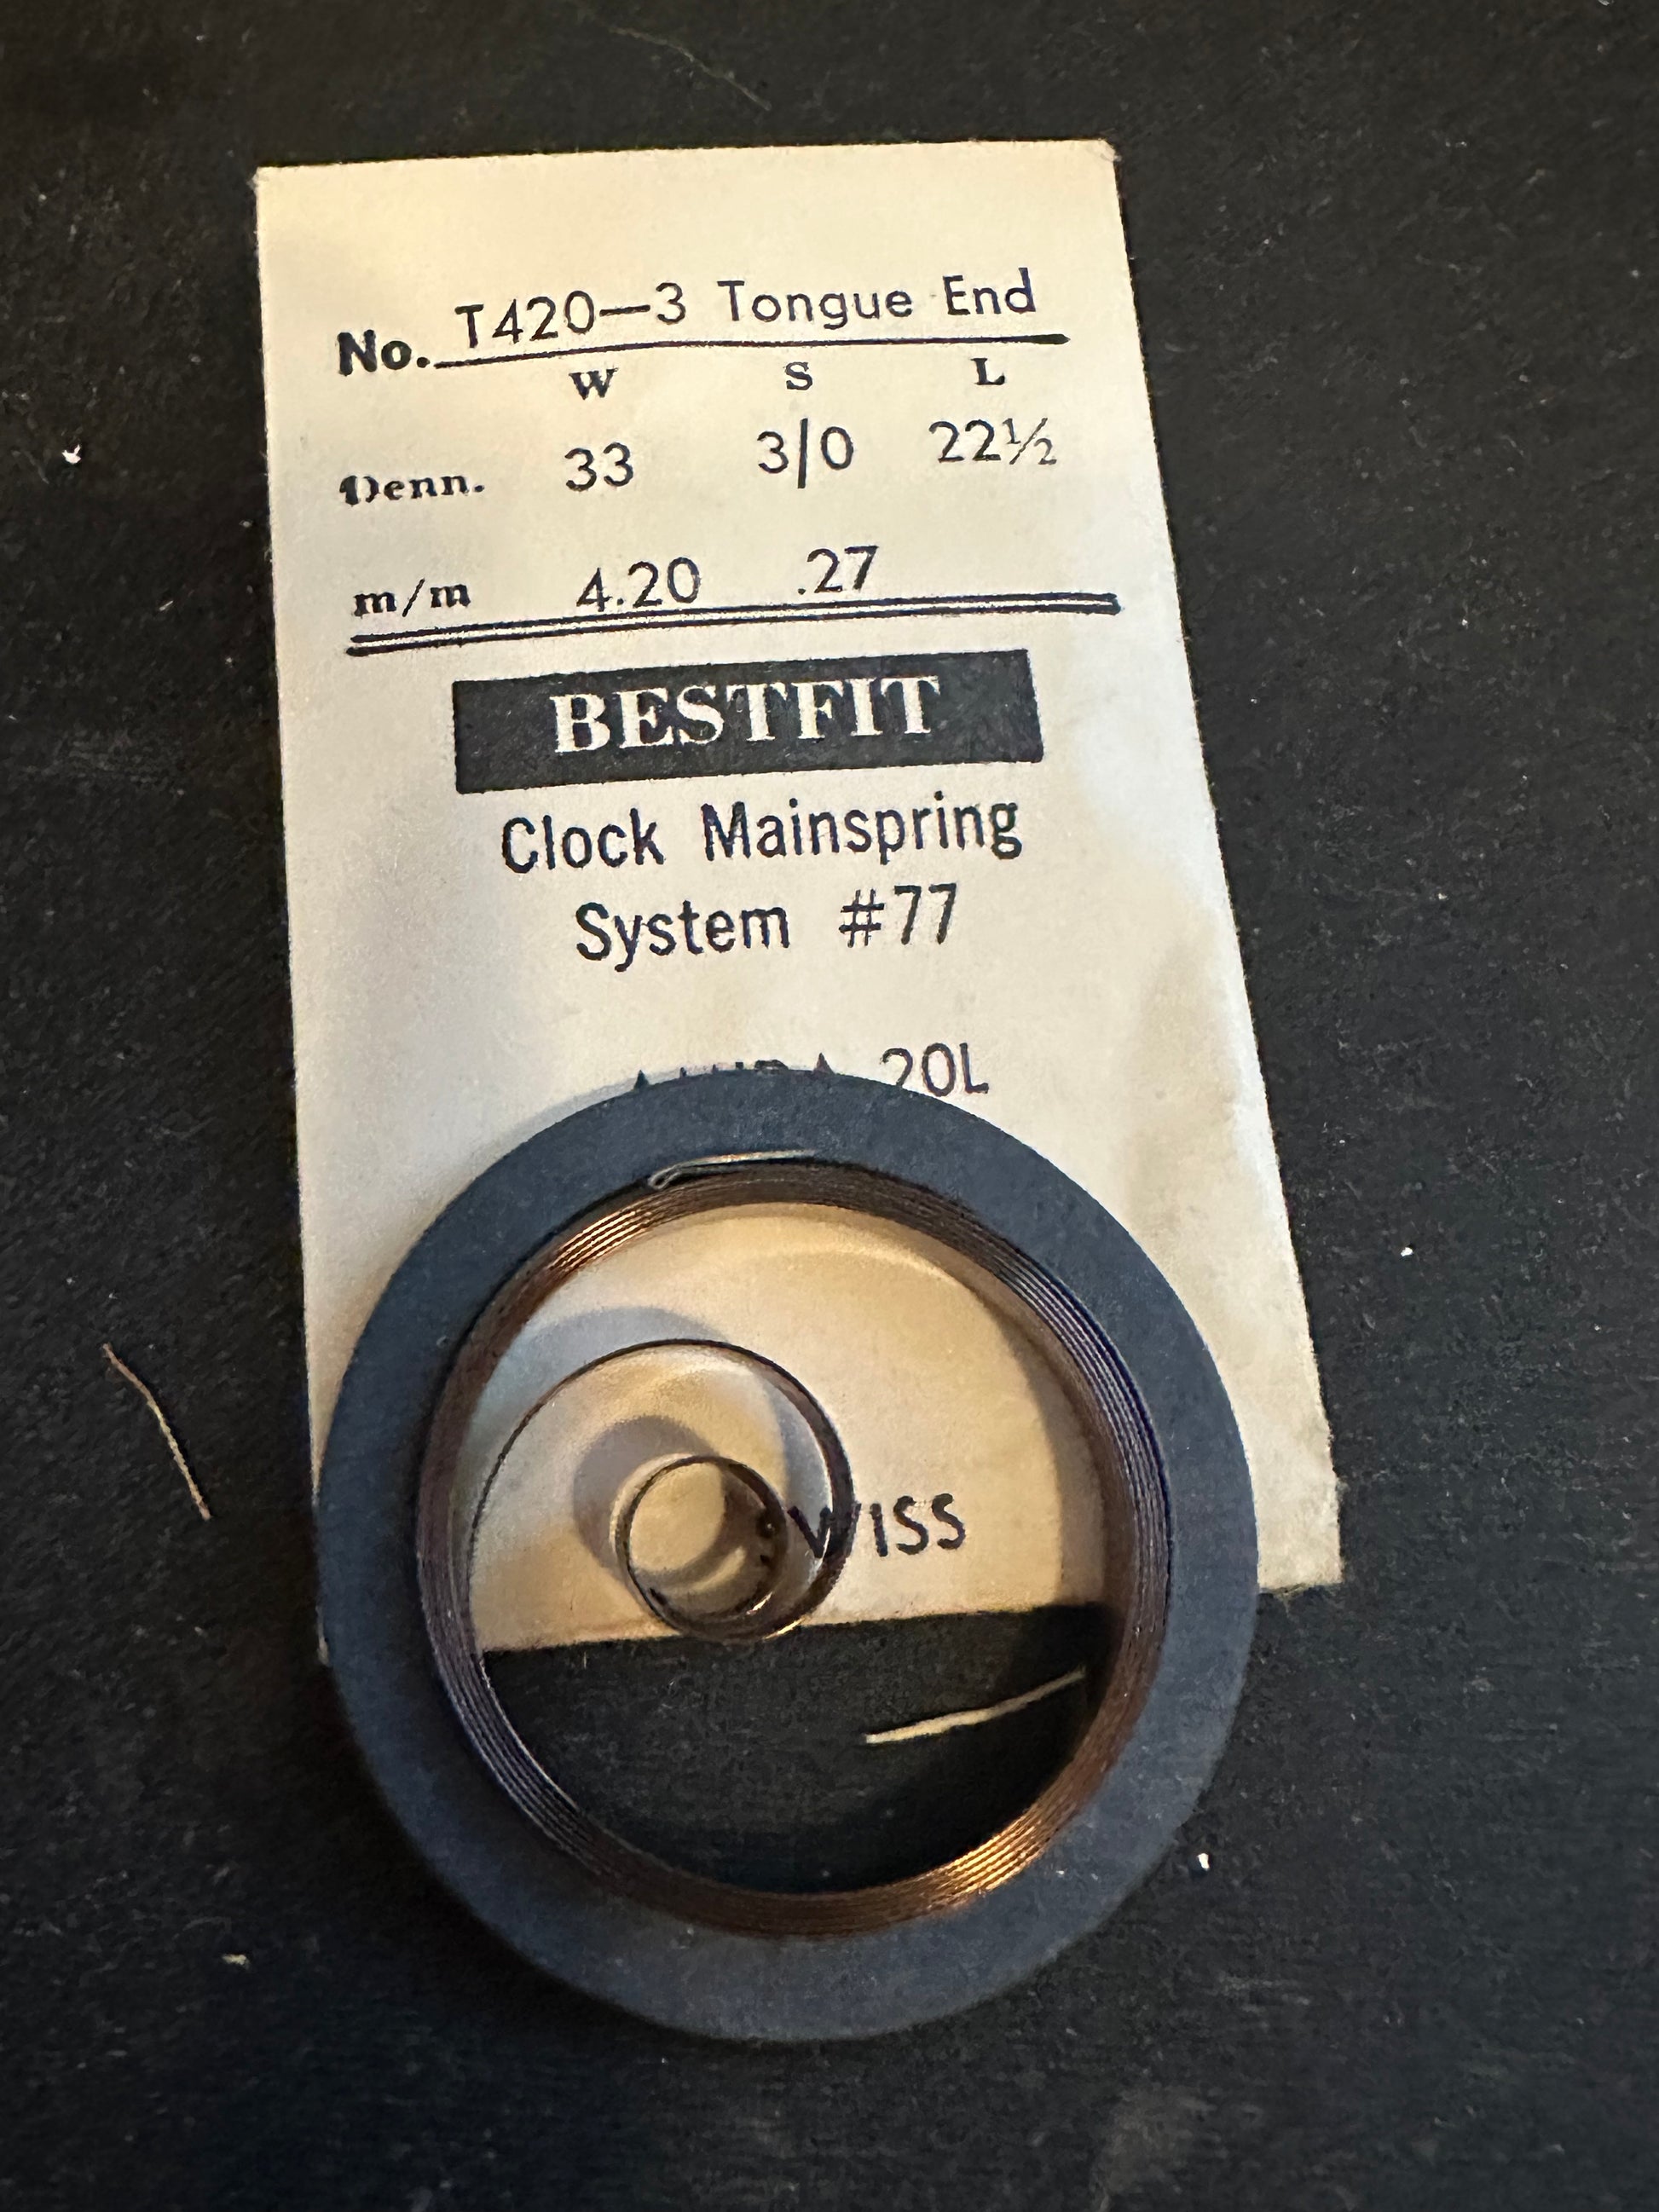 No. T420—3 Tongue End
W S L
Denn. 33 3/0 22½
m/m 4.20 .27
BESTFIT
Clock Mainspring
System #77
20L
WISS